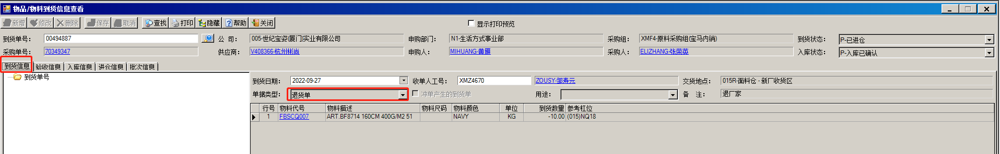 物品/物料到货信息查看
新增 修改 删除 保存 取消 查找 打印 隐藏 帮助 关闭 显示打印预览
到货单号： 00494887 公 司： 005-世纪宝姿(厦门)实业有限公司 申购部门： N1-生活方式事业部 采购组： XMF4-原料采购组(宝马内销) 到货状态： P-已进仓
采购单号： 70349347 供应商： V408366-杭州彬尚 申购人： MIHUANG-黄雁 采购人： ELIZHANG-张荣英 入库状态： P-入库已确认
到货信息 验收信息 入库信息 进仓信息 批次信息
到货单号
到货日期： 2022-09-27 收单人工号： XMZ4670 ZOUSY-邹寿元 交货地点： 015R-面料仓 - 新厂收货区
单据类型： 退货单 冲单产生的到货单 用途： 备 注： 退厂家
行号 物料代号 物料描述 物料尺码 物料颜色 单位 到货数量 参考杠位
1 FBSCQ007 ART.BF8714 160CM 400G/M2 51 NAVY KG -10.00 (015)NQ18